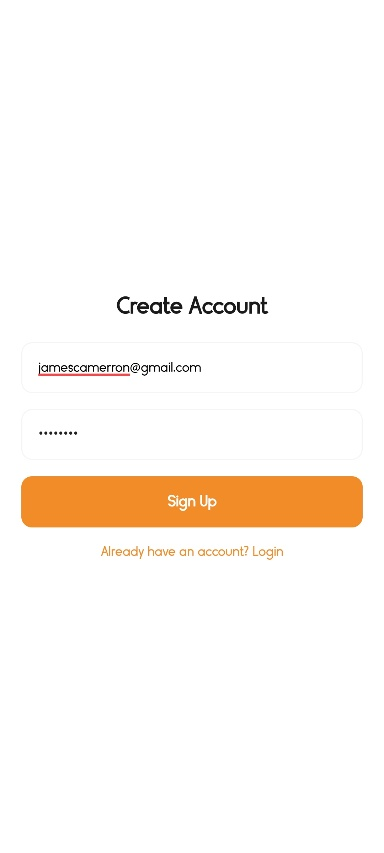 Create Account
jamescamerron@gmail.com
••••••••
Sign Up
Already have an account? Login